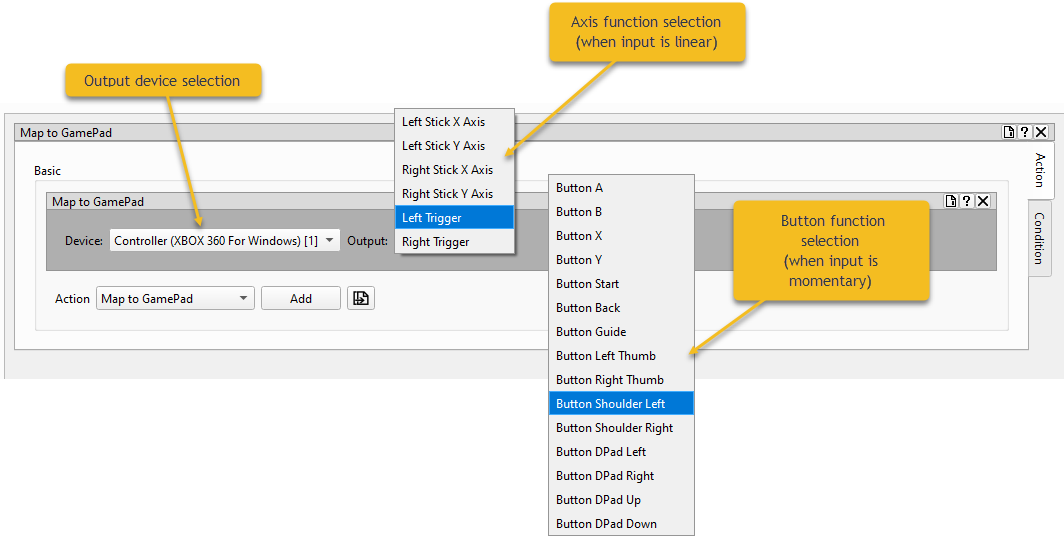 Axis function selection
(when input is linear)
Output device selection
Map to GamePad
?
Basic
Map to GamePad
?
Device:
Controller (XBOX 360 For Windows) [1]
Output:
Left Stick X Axis
Left Stick Y Axis
Right Stick X Axis
Right Stick Y Axis
Left Trigger
Right Trigger
Action
Map to GamePad
Add
Button A
Button B
Button X
Button Y
Button Start
Button Back
Button Guide
Button Left Thumb
Button Right Thumb
Button Shoulder Left
Button Shoulder Right
Button DPad Left
Button DPad Right
Button DPad Up
Button DPad Down
Button function
selection
(when input is
momentary)
Action
Condition